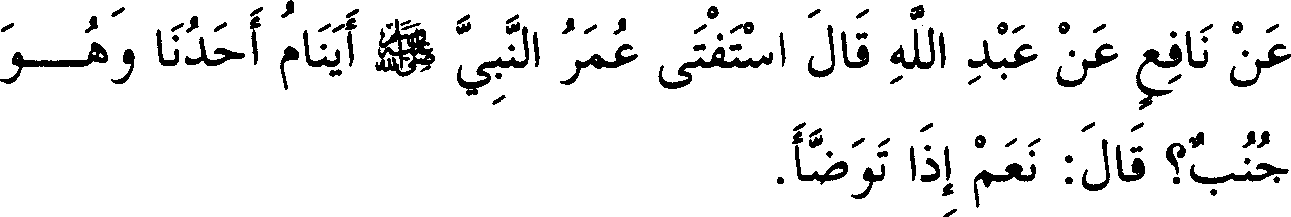 عَنْ نَافِعٍ عَنْ عَبْدِ اللَّهِ قَالَ اسْتَفْتَى عُمَرُ النَّبِيَّ ﷺ أَيَنَامُ أَحَدُنَا وَهُـــوَ
جُنُبٌ؟ قَالَ: نَعَمْ إِذَا تَوَضَّأَ.